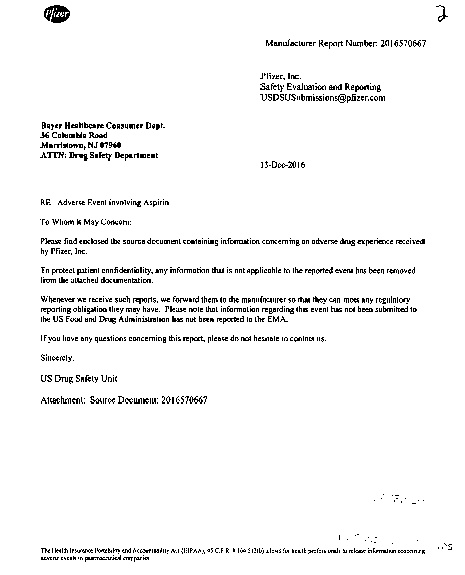 Pfizer
2
Manufacturer Report Number: 2016570667
Pfizer, Inc.
Safety Evaluation and Reporting
USDSUSubmissions@pfizer.com
Bayer Healthcare Consumer Dept.
36 Columbia Road
Morristown, NJ 07960
ATTN: Drug Safety Department
13-Dec-2016
RE: Adverse Event involving Aspirin
To Whom It May Concern:
Please find enclosed the source document containing information concerning an adverse drug experience received
by Pfizer, Inc.
To protect patient confidentiality, any information that is not applicable to the reported event has been removed
from the attached documentation.
Whenever we receive such reports, we forward them to the manufacturer so that they can meet any regulatory
reporting obligation they may have. Please note that information regarding this event has not been submitted to
the US Food and Drug Administration has not been reported to the EMA.
If you have any questions concerning this report, please do not hesitate to contact us.
Sincerely,
US Drug Safety Unit
Attachment: Source Document: 2016570667
The Health Insurance Portability and Accountability Act (HIPAA), 45 C.F.R. § 164.512(b) allows for health professionals to release information concerning
adverse events to pharmaceutical companies